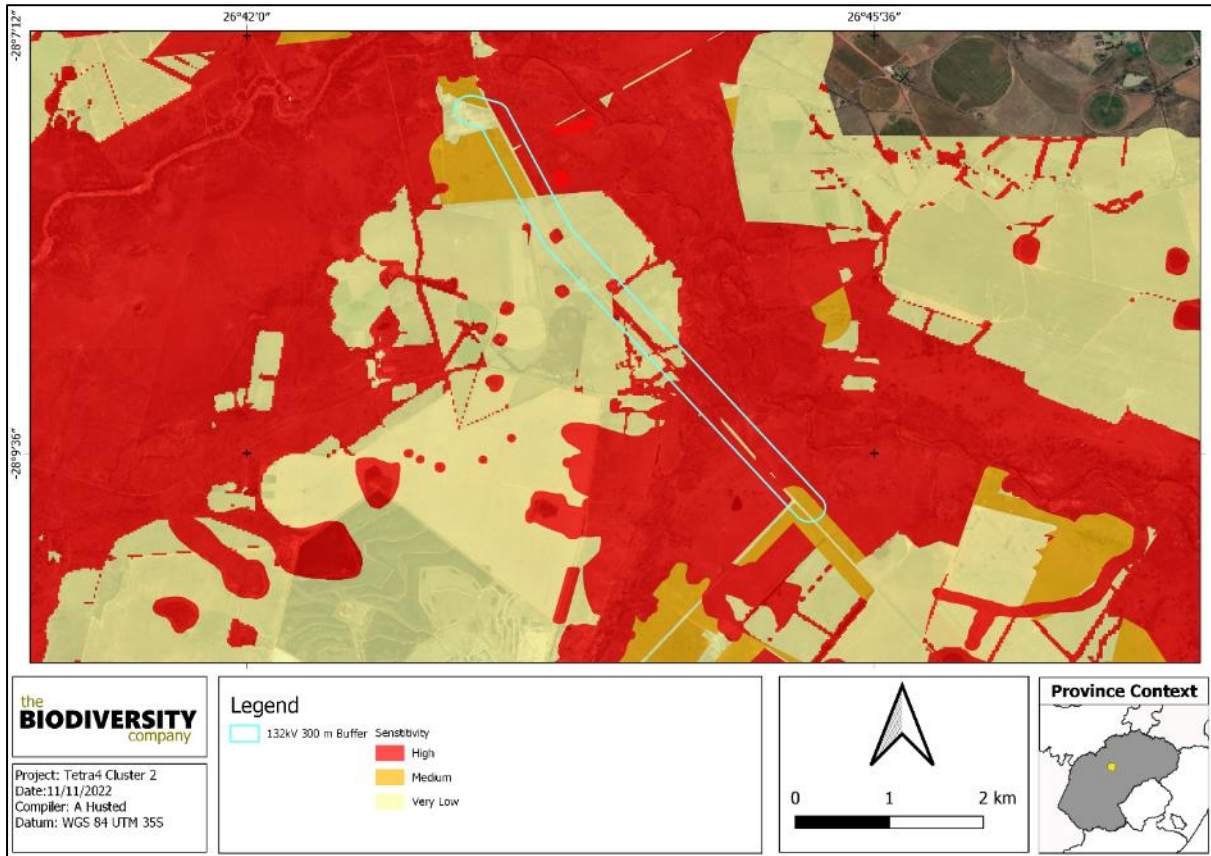 26°42'0"
26°45'36"
-28°7'12"
-28°9'36"
the
BIODIVERSITY
company
Project: Tetra4 Cluster 2
Date:11/11/2022
Compiler: A Husted
Datum: WGS 84 UTM 35S
Legend
132kV 300 m Buffer
Senstitivity
High
Medium
Very Low
0 1 2 km
Province Context